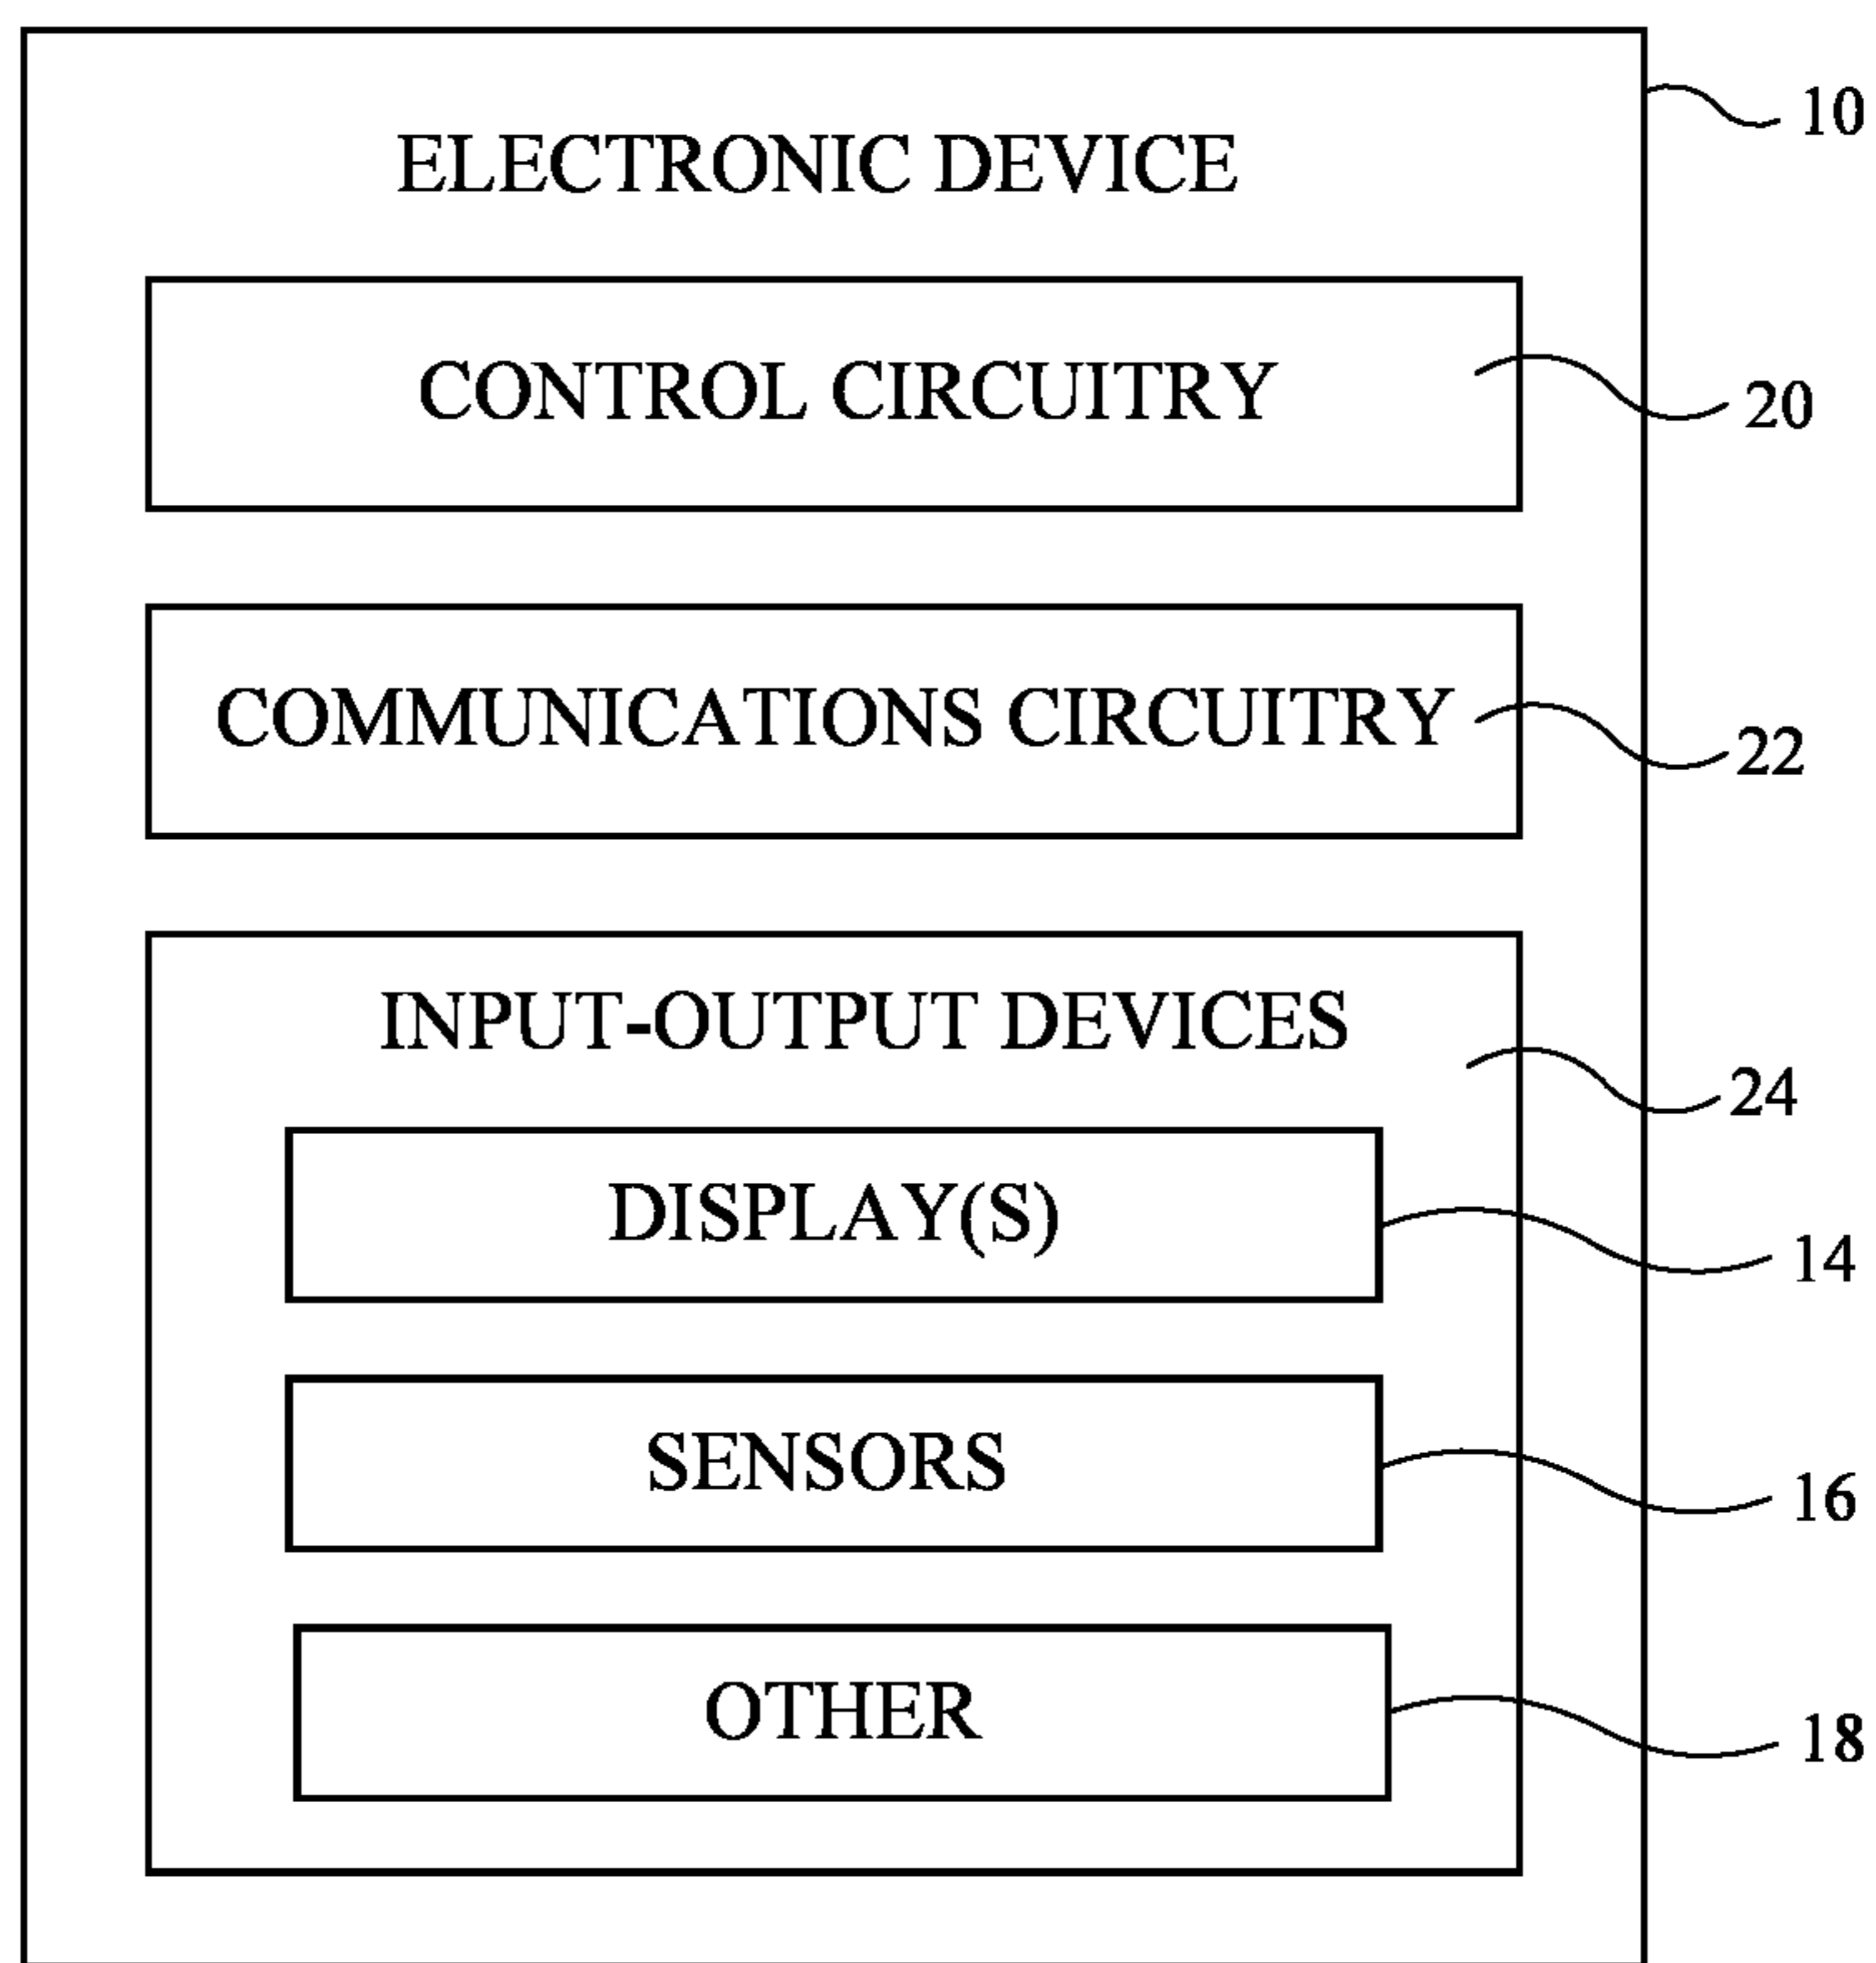 ELECTRONIC DEVICE
10
CONTROL CIRCUITRY
20
COMMUNICATIONS CIRCUITRY
22
INPUT-OUTPUT DEVICES
24
DISPLAY(S)
14
SENSORS
16
OTHER
18